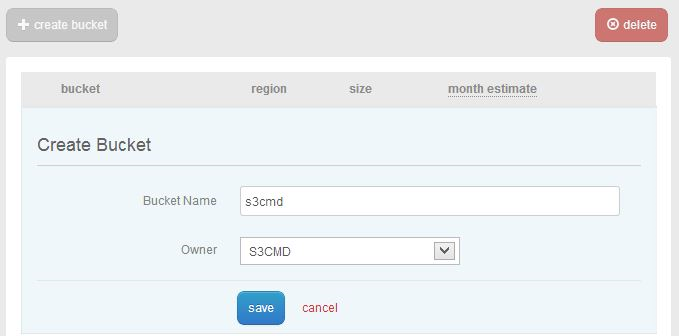 create bucket
delete
bucket region size month estimate
Create Bucket
Bucket Name s3cmd
Owner S3CMD
save cancel